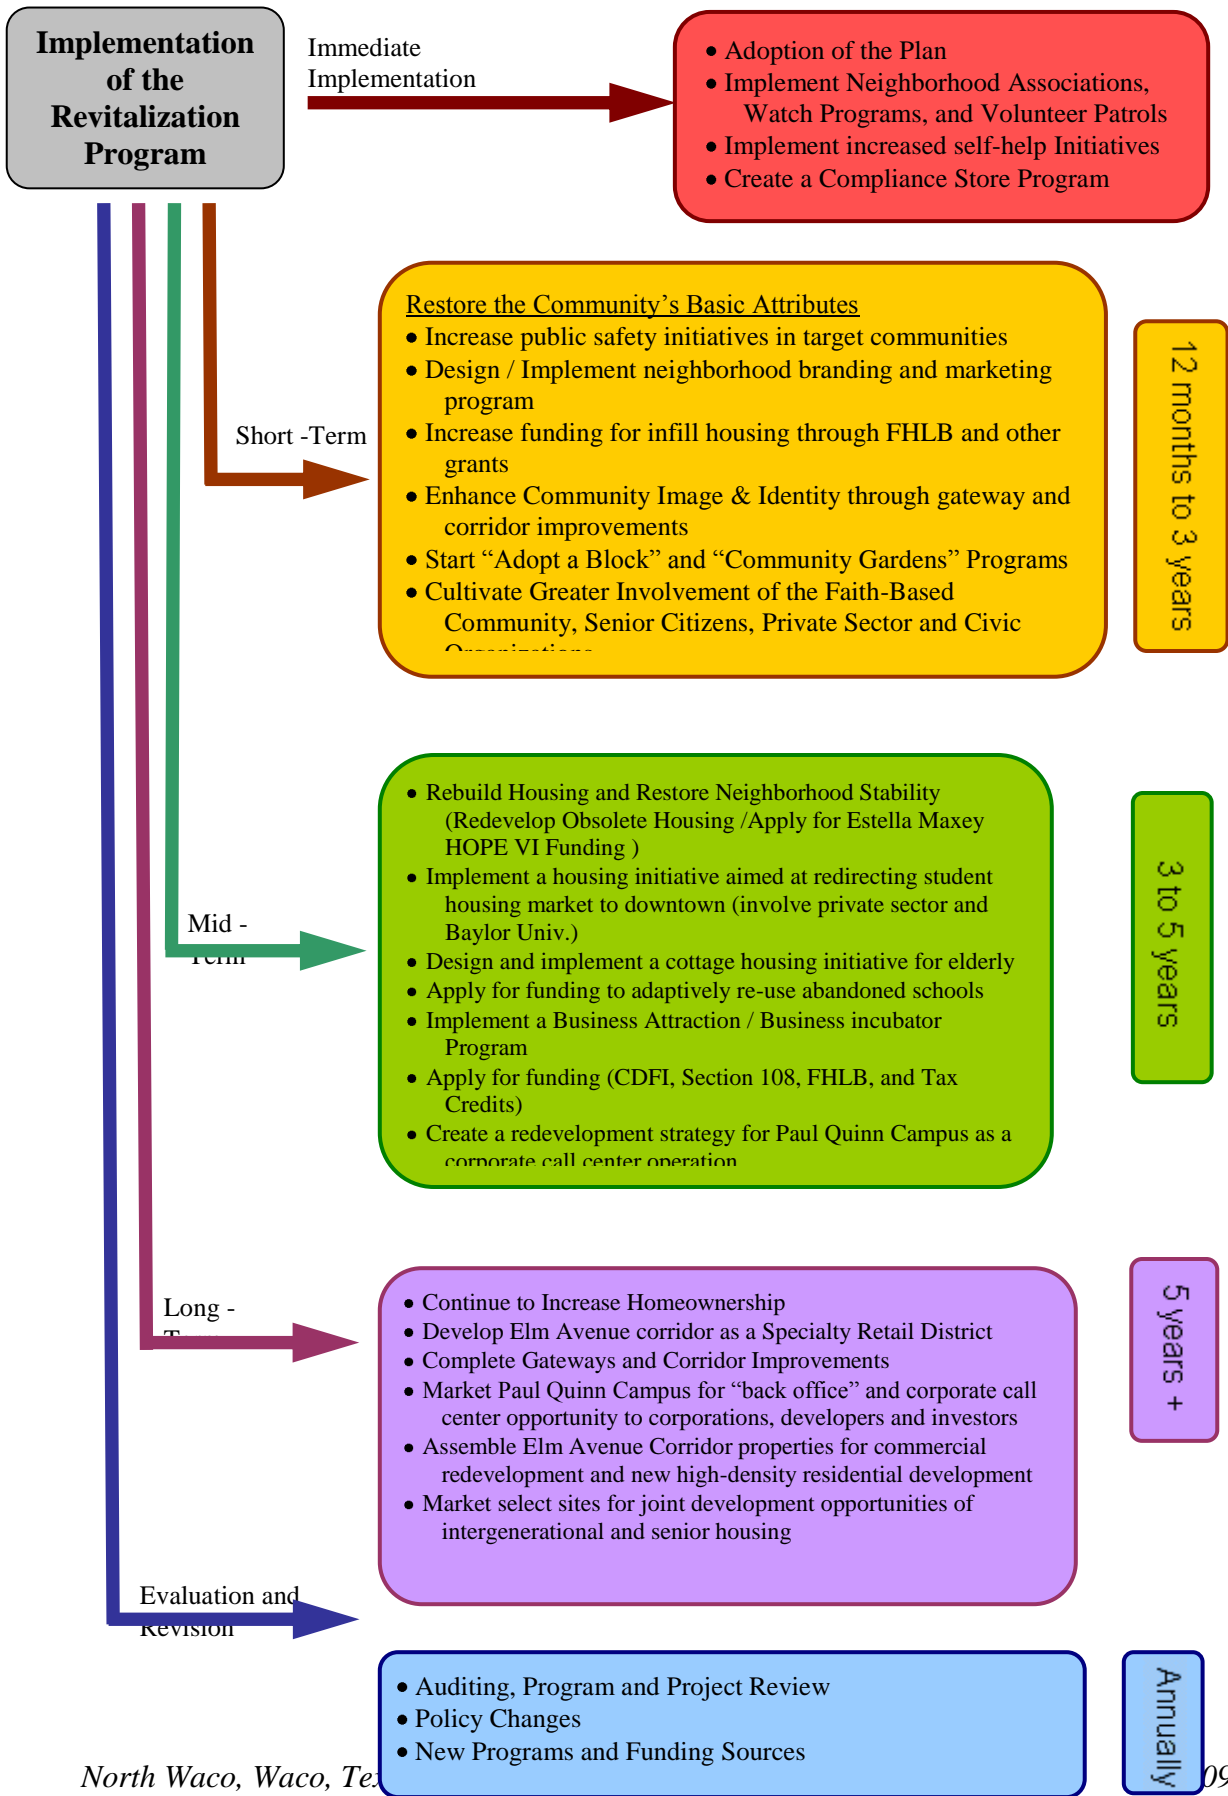 Implementation
of the
Revitalization
Program
Immediate
Implementation
• Adoption of the Plan
• Implement Neighborhood Associations,
Watch Programs, and Volunteer Patrols
• Implement increased self-help Initiatives
• Create a Compliance Store Program
Short -Term
Restore the Community’s Basic Attributes
• Increase public safety initiatives in target communities
• Design / Implement neighborhood branding and marketing
program
• Increase funding for infill housing through FHLB and other
grants
• Enhance Community Image & Identity through gateway and
corridor improvements
• Start “Adopt a Block” and “Community Gardens” Programs
• Cultivate Greater Involvement of the Faith-Based
Community, Senior Citizens, Private Sector and Civic
Organizations
12 months to 3 years
Mid -
Term
• Rebuild Housing and Restore Neighborhood Stability
(Redevelop Obsolete Housing /Apply for Estella Maxey
HOPE VI Funding )
• Implement a housing initiative aimed at redirecting student
housing market to downtown (involve private sector and
Baylor Univ.)
• Design and implement a cottage housing initiative for elderly
• Apply for funding to adaptively re-use abandoned schools
• Implement a Business Attraction / Business incubator
Program
• Apply for funding (CDFI, Section 108, FHLB, and Tax
Credits)
• Create a redevelopment strategy for Paul Quinn Campus as a
corporate call center operation
3 to 5 years
Long -
• Continue to Increase Homeownership
• Develop Elm Avenue corridor as a Specialty Retail District
• Complete Gateways and Corridor Improvements
• Market Paul Quinn Campus for “back office” and corporate call
center opportunity to corporations, developers and investors
• Assemble Elm Avenue Corridor properties for commercial
redevelopment and new high-density residential development
• Market select sites for joint development opportunities of
intergenerational and senior housing
5 years +
Evaluation and
Revision
• Auditing, Program and Project Review
• Policy Changes
• New Programs and Funding Sources
Annually
North Waco, Waco,